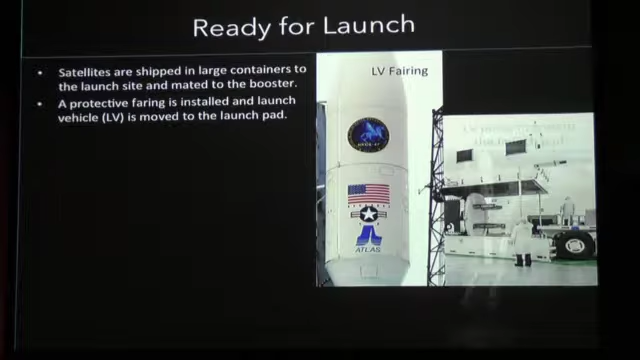 Ready for Launch
• Satellites are shipped in large containers to
the launch site and mated to the booster.
• A protective faring is installed and launch
vehicle (LV) is moved to the launch pad.
LV Fairing
ATLAS